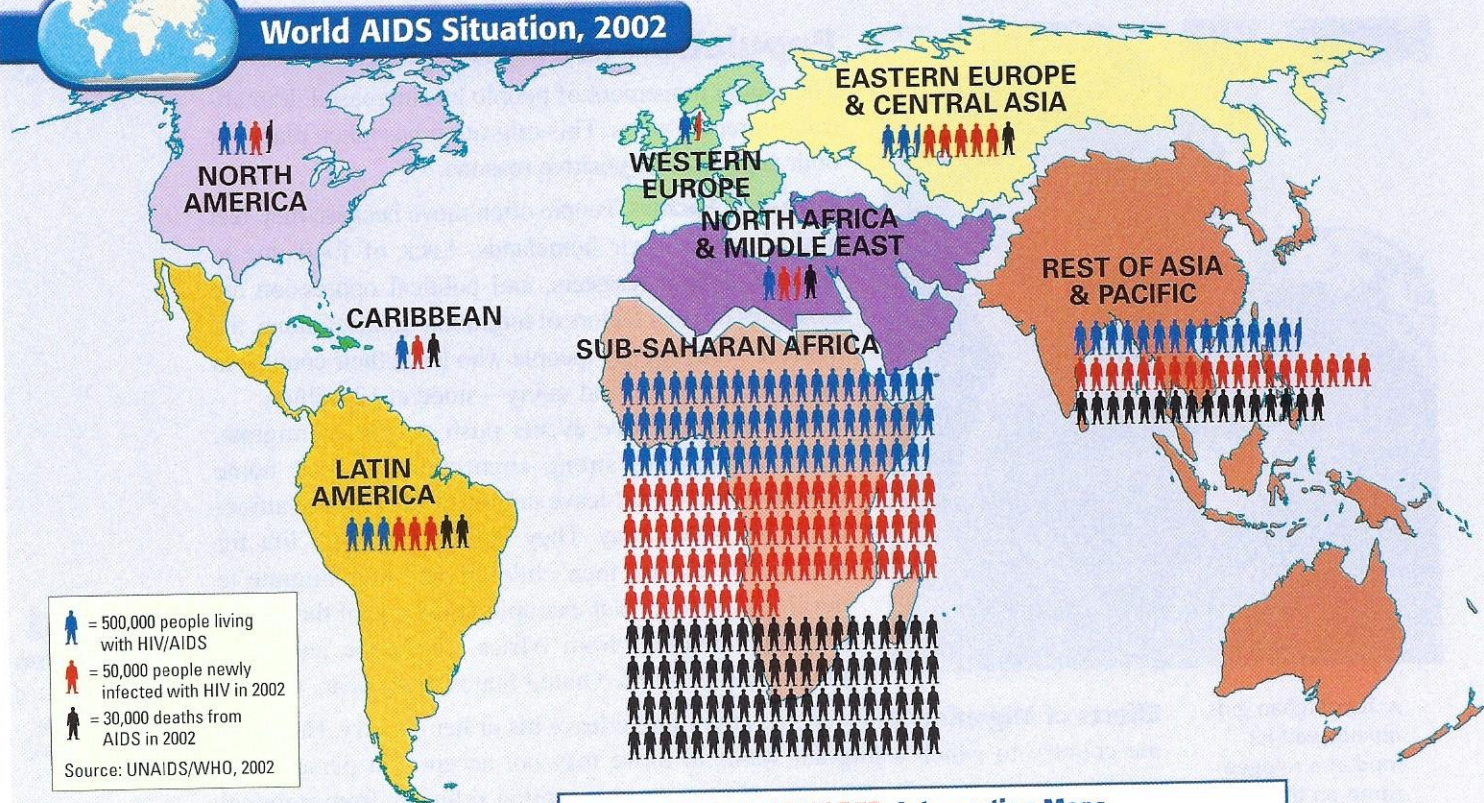 World AIDS Situation, 2002
EASTERN EUROPE
& CENTRAL ASIA
NORTH
AMERICA
WESTERN
EUROPE
NORTH AFRICA
& MIDDLE EAST
REST OF ASIA
& PACIFIC
CARIBBEAN
SUB-SAHARAN AFRICA
LATIN
AMERICA
= 500,000 people living
with HIV/AIDS
= 50,000 people newly
infected with HIV in 2002
= 30,000 deaths from
AIDS in 2002
Source: UNAIDS/WHO, 2002